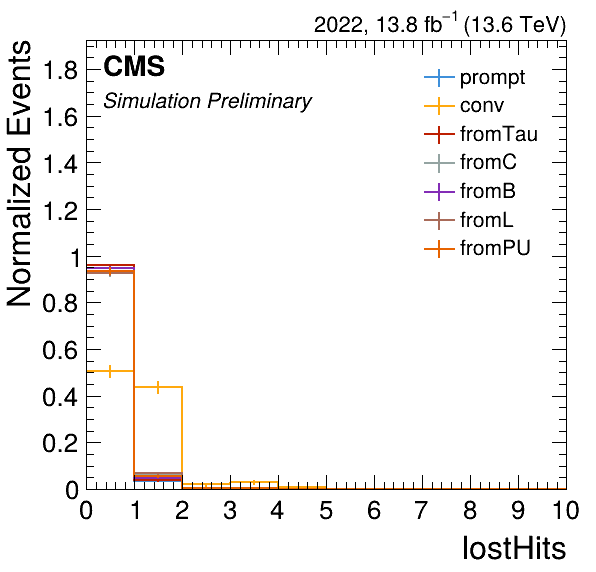 2022, 13.8 fb⁻¹ (13.6 TeV)
CMS
Simulation Preliminary
prompt
conv
fromTau
fromC
fromB
fromL
fromPU
Normalized Events
1.8
1.6
1.4
1.2
1
0.8
0.6
0.4
0.2
0
0 1 2 3 4 5 6 7 8 9 10
lostHits